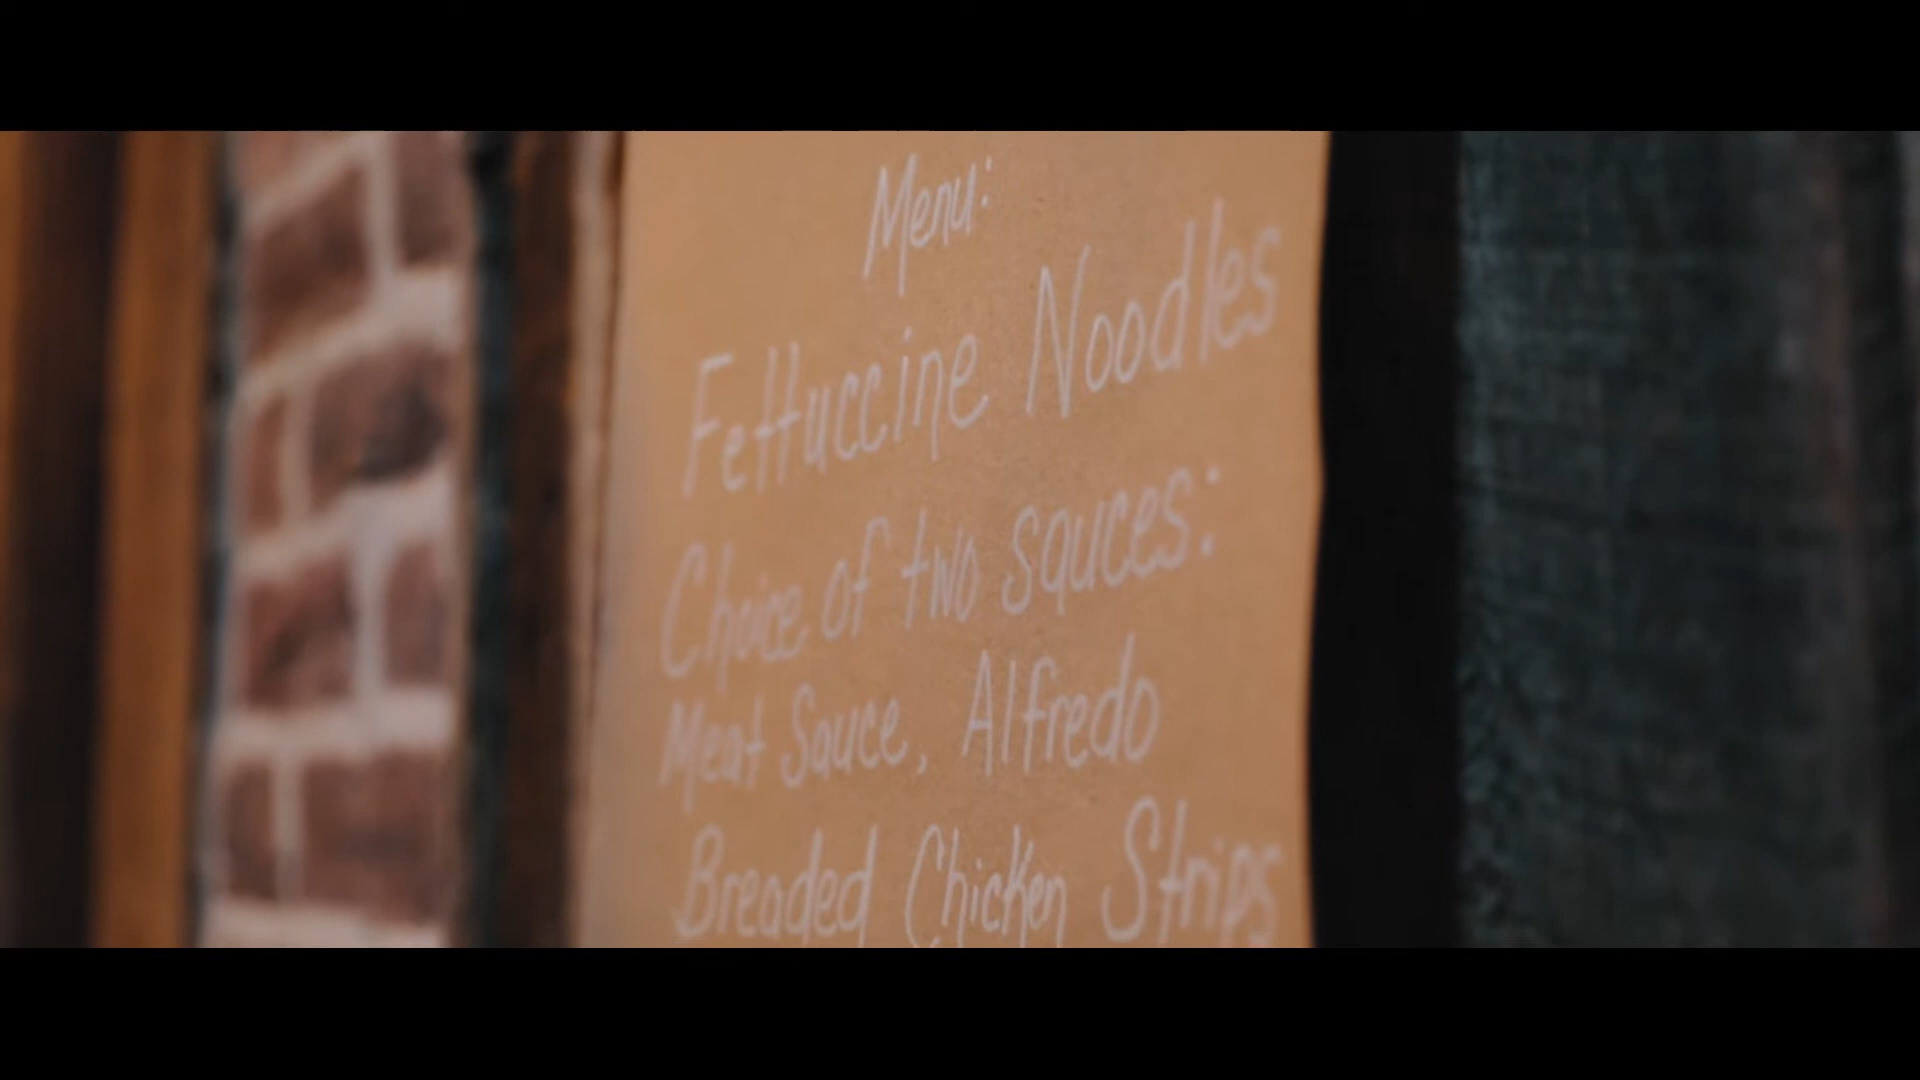 Menu:
Fettuccine Noodles
Choice of two sauces:
Meat Sauce, Alfredo
Breaded Chicken Strips